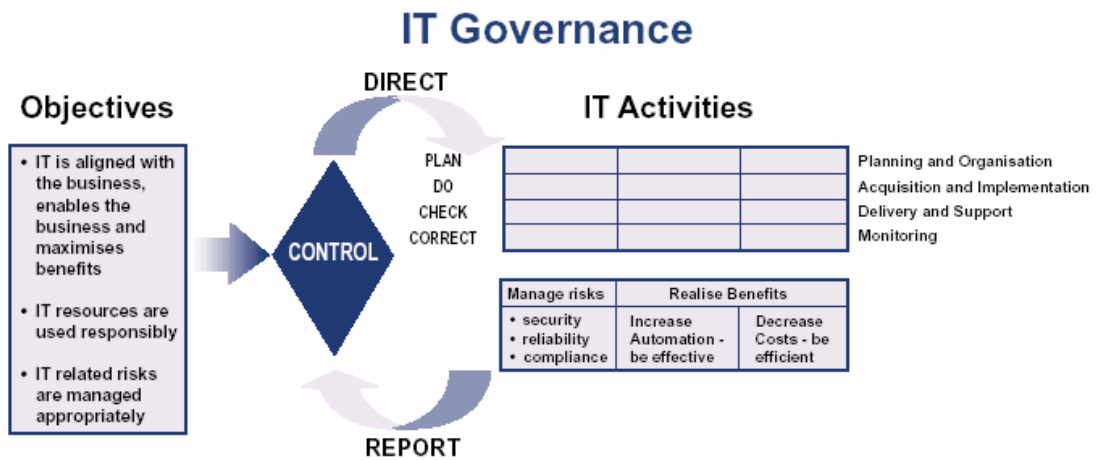 IT Governance
Objectives
• IT is aligned with
the business,
enables the
business and
maximises
benefits
• IT resources are
used responsibly
• IT related risks
are managed
appropriately
DIRECT
CONTROL
PLAN
DO
CHECK
CORRECT
REPORT
IT Activities
Planning and Organisation
Acquisition and Implementation
Delivery and Support
Monitoring
Manage risks
• security
• reliability
• compliance
Realise Benefits
Increase
Automation -
be effective
Decrease
Costs - be
efficient